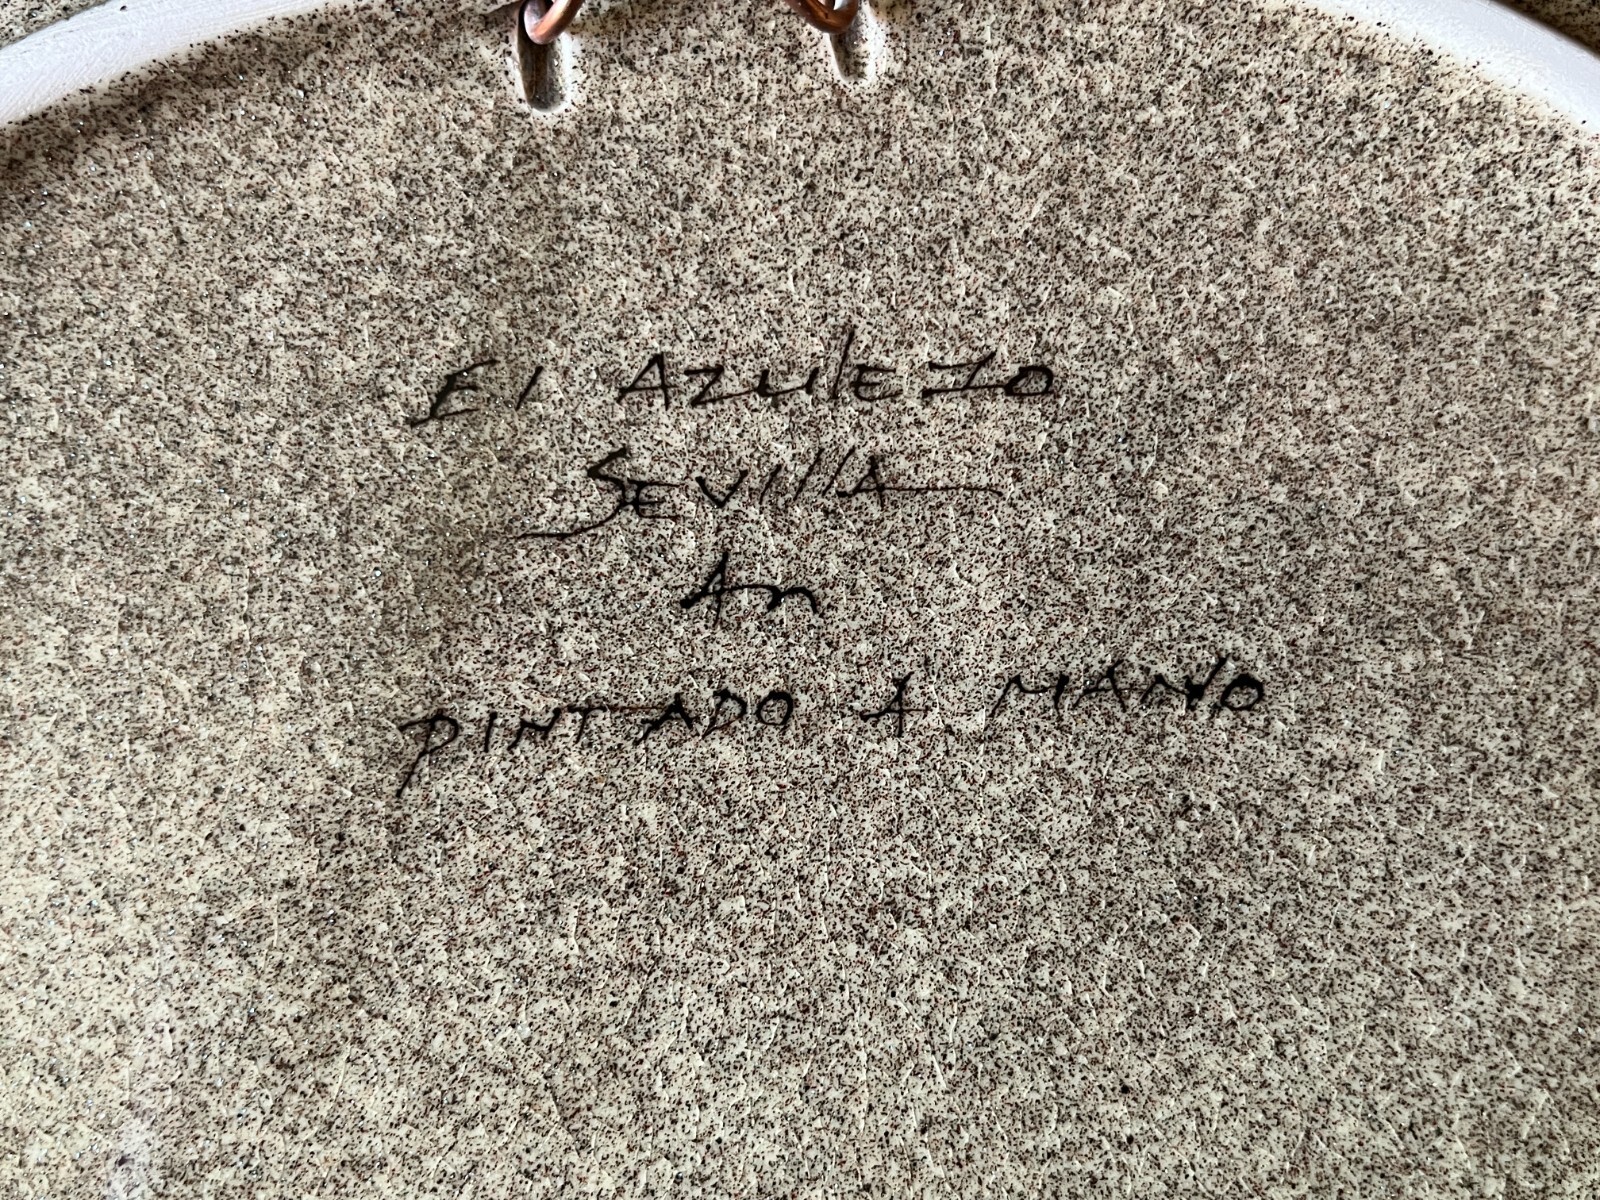 El AZUlEJO
SEVIllA
An
PINTADO A MANO